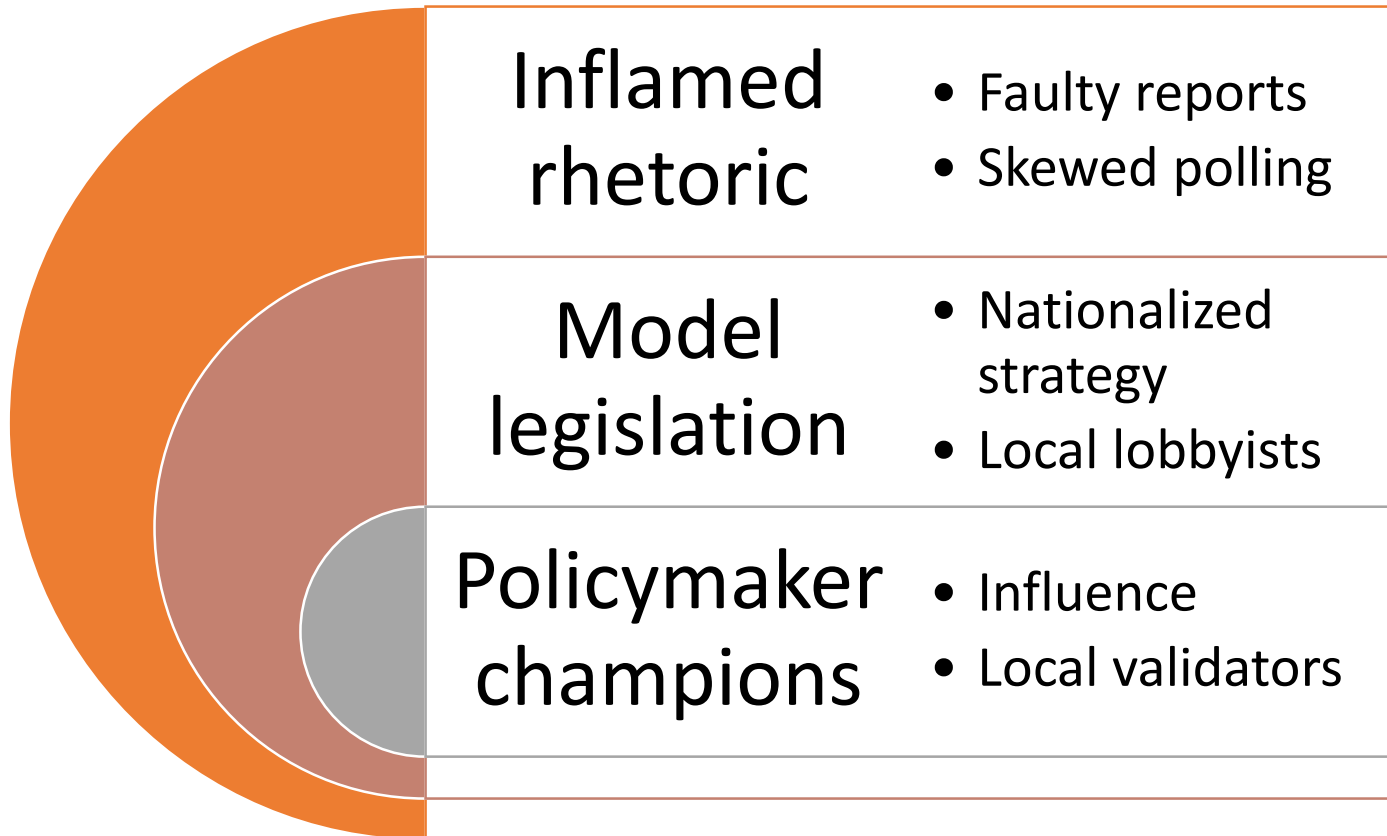 Inflamed
rhetoric
• Faulty reports
• Skewed polling
Model
legislation
• Nationalized
strategy
• Local lobbyists
Policymaker
champions
• Influence
• Local validators